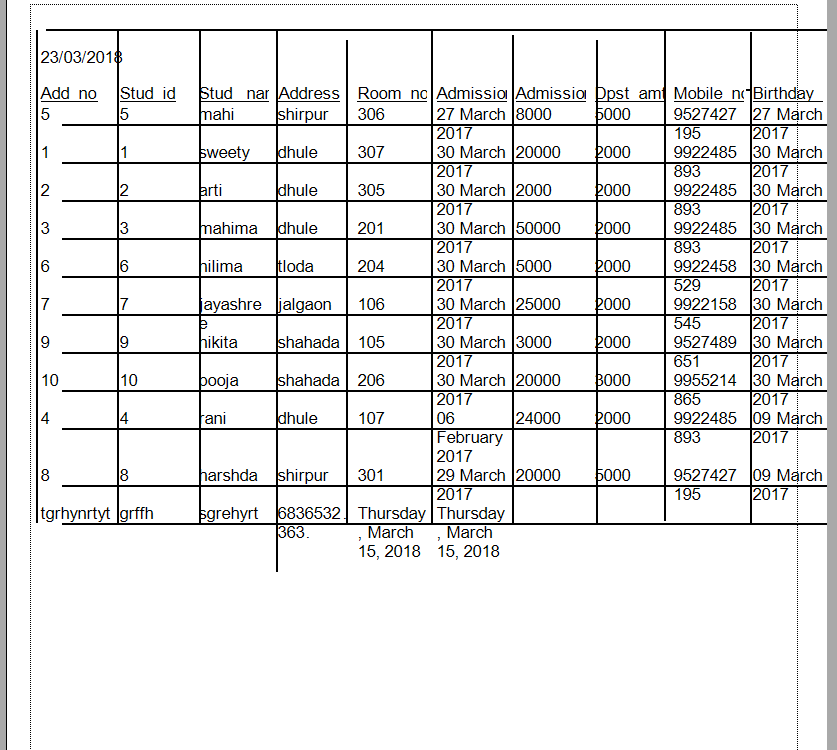 23/03/2018
Add_no Stud_id Stud_nar Address Room_no Admissio Admissio Dpst_amt Mobile_no Birthday_
5 5 mahi shirpur 306 27 March 8000 5000 9527427 27 March
2017 195 2017
1 1 sweety dhule 307 30 March 20000 2000 9922485 30 March
2017 893 2017
2 2 arti dhule 305 30 March 2000 2000 9922485 30 March
2017 893 2017
3 3 mahima dhule 201 30 March 50000 2000 9922485 30 March
2017 893 2017
6 6 nilima tloda 204 30 March 5000 2000 9922458 30 March
2017 529 2017
7 7 jayashre jalgaon 106 30 March 25000 2000 9922158 30 March
e 2017 545 2017
9 9 nikita shahada 105 30 March 3000 2000 9527489 30 March
2017 651 2017
10 10 pooja shahada 206 30 March 20000 3000 9955214 30 March
2017 865 2017
4 4 rani dhule 107 06 24000 2000 9922485 09 March
February 893 2017
2017
8 8 harshda shirpur 301 29 March 20000 5000 9527427 09 March
2017 195 2017
tgrhynrtyt grffh sgrehyrt 6836532. Thursday Thursday
363. , March , March
15, 2018 15, 2018